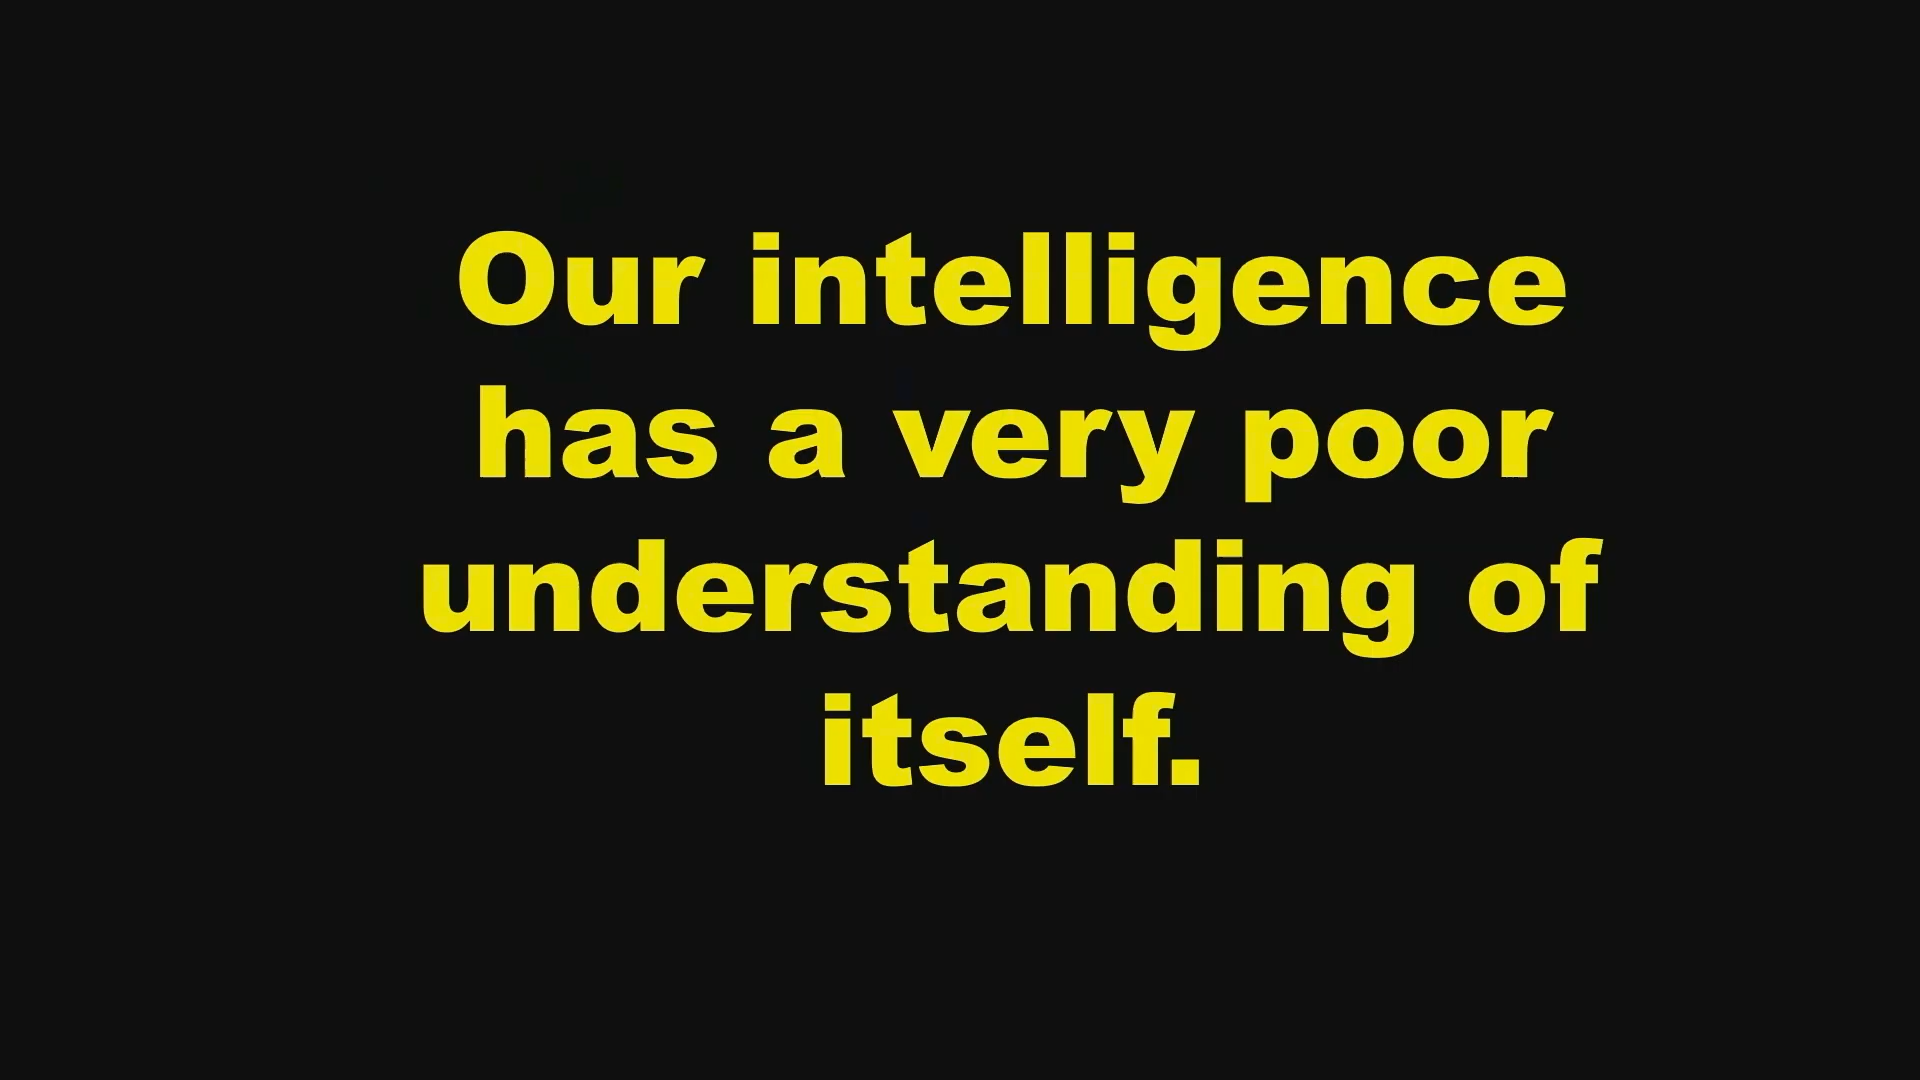 Our intelligence
has a very poor
understanding of
itself.